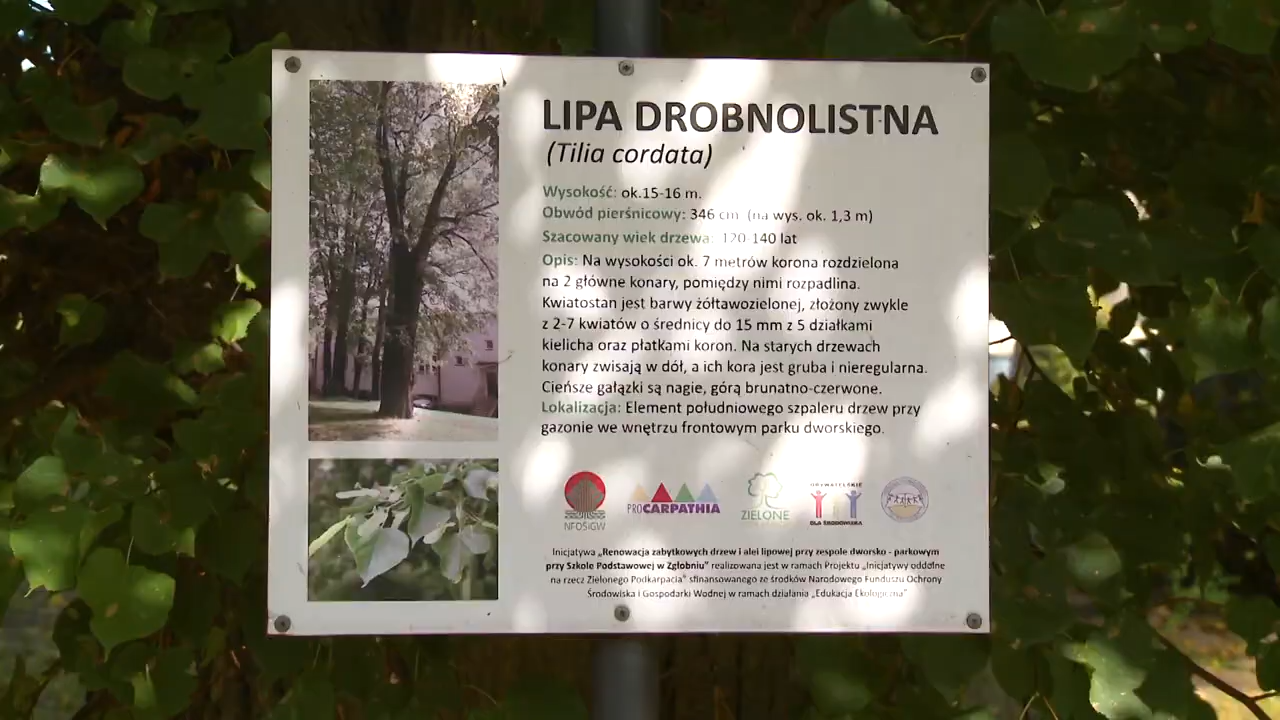 LIPA DROBNOLISTNA
(Tilia cordata)
Wysokość: ok.15-16 m.
Obwód pierśnicowy: 346 cm (na wys. ok. 1,3 m)
Szacowany wiek drzewa: 120-140 lat
Opis: Na wysokości ok. 7 metrów korona rozdzielona
na 2 główne konary, pomiędzy nimi rozpadlina.
Kwiatostan jest barwy żółtawozielonej, złożony zwykle
z 2-7 kwiatów o średnicy do 15 mm z 5 działkami
kielicha oraz płatkami koron. Na starych drzewach
konary zwisają w dół, a ich kora jest gruba i nieregularna.
Cieńsze gałązki są nagie, górą brunatno-czerwone.
Lokalizacja: Element południowego szpaleru drzew przy
gazonie we wnętrzu frontowym parku dworskiego.
NFOŚiGW
PROCARPATHIA
ZIELONE
OBYWATELSKIE
DLA ŚRODOWISKA
Inicjatywa „Renowacja zabytkowych drzew i alei lipowej przy zespole dworsko - parkowym
przy Szkole Podstawowej w Zgłobniu” realizowana jest w ramach Projektu „Inicjatywy oddolne
na rzecz Zielonego Podkarpacia” sfinansowanego ze środków Narodowego Funduszu Ochrony
Środowiska i Gospodarki Wodnej w ramach działania „Edukacja Ekologiczna”